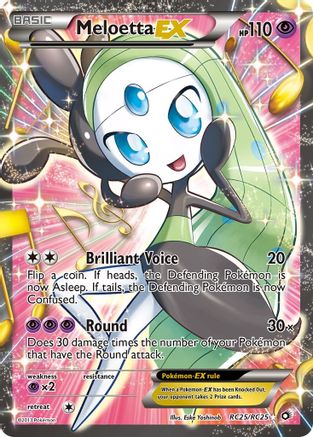 BASIC
Meloetta EX HP110
Brilliant Voice 20
Flip a coin. If heads, the Defending Pokémon is
now Asleep. If tails, the Defending Pokémon is now
Confused.
Round 30×
Does 30 damage times the number of your Pokémon
that have the Round attack.
weakness resistance
×2
Pokémon-EX rule
When a Pokémon-EX has been Knocked Out,
your opponent takes 2 Prize cards.
retreat
©2013 Pokémon
Illus. Eske Yoshinob
RC25/RC25